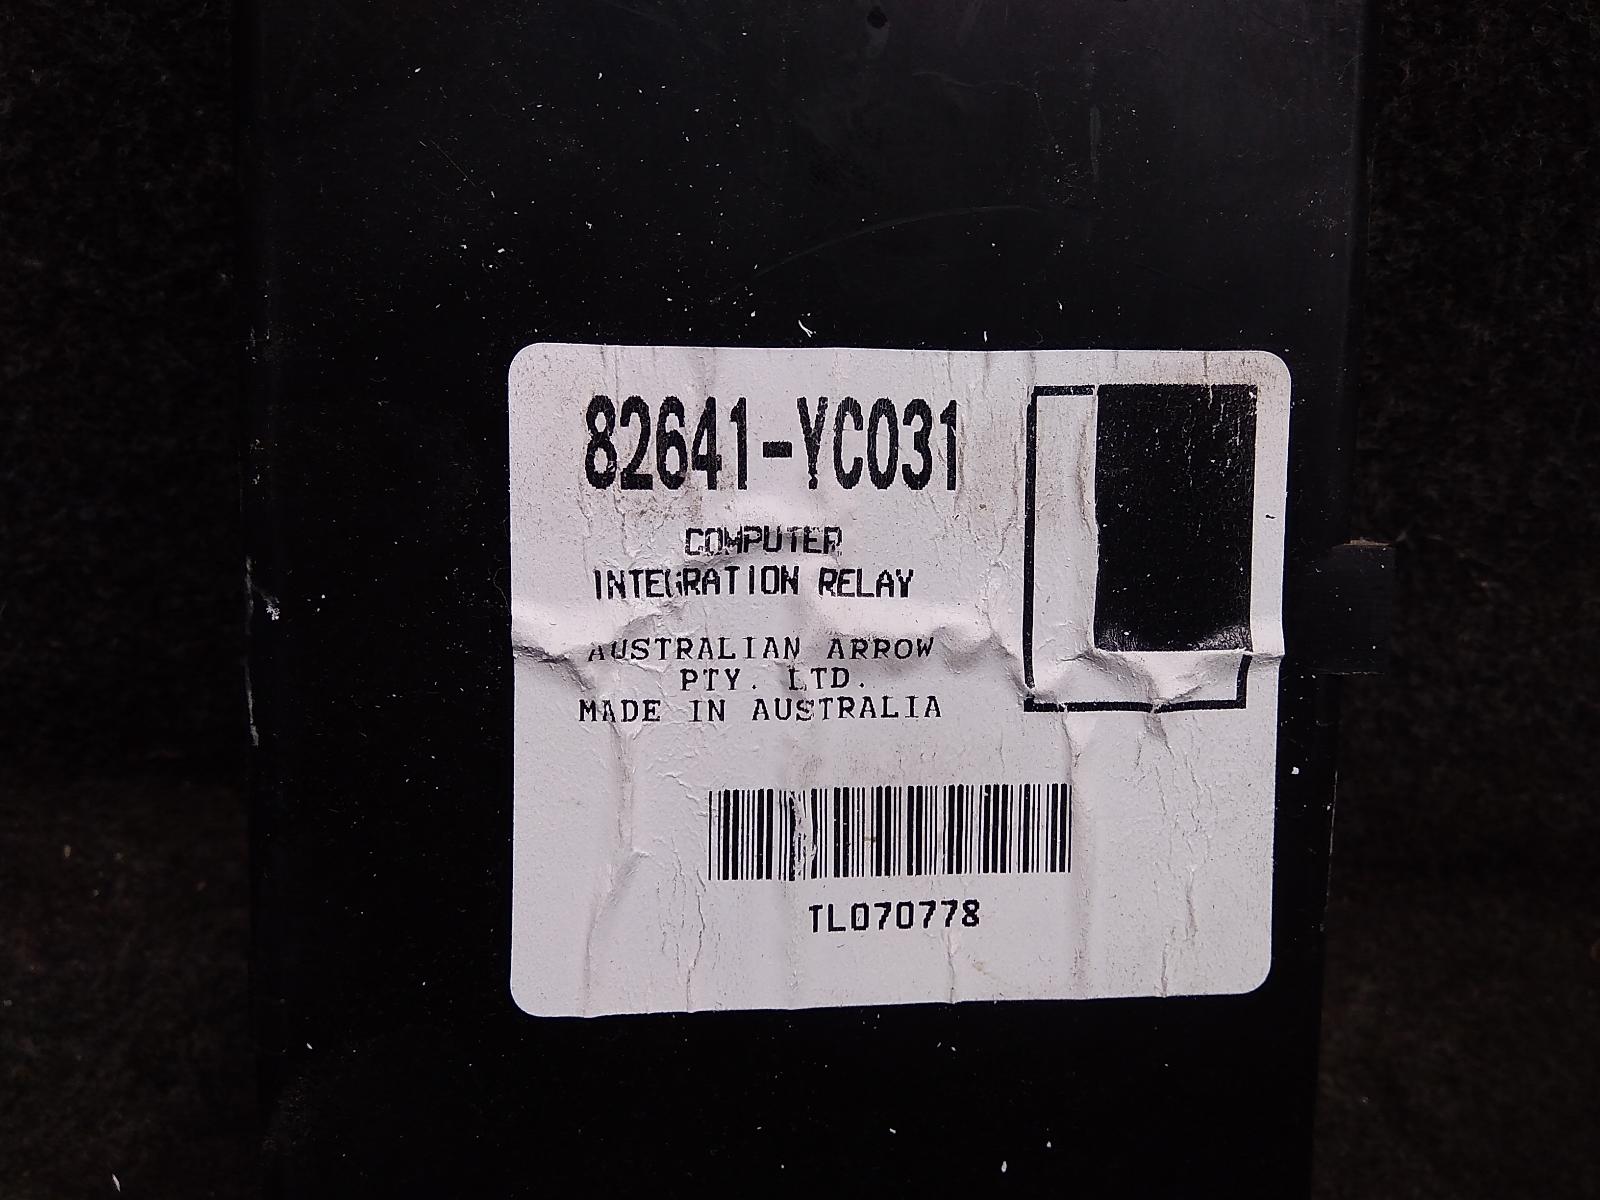 82641-YC031
COMPUTER
INTEGRATION RELAY
AUSTRALIAN ARROW
PTY. LTD.
MADE IN AUSTRALIA
TL070778